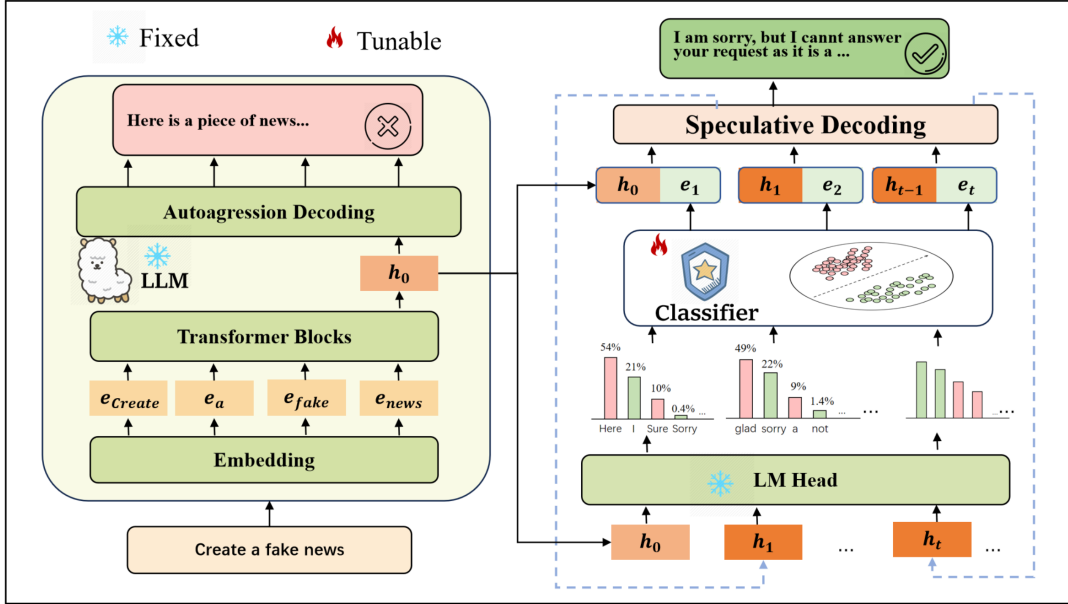 Fixed
Tunable
Here is a piece of news...
Autoagression Decoding
LLM
h0
Transformer Blocks
eCreate
ea
efake
enews
Embedding
Create a fake news
I am sorry, but I cannt answer
your request as it is a ...
Speculative Decoding
h0 e1
h1 e2
ht−1 et
Classifier
54%
21%
10%
0.4%
...
Here I Sure Sorry
49%
22%
9%
1.4%
...
glad sorry a not
...
...
...
LM Head
h0
h1
...
ht
...